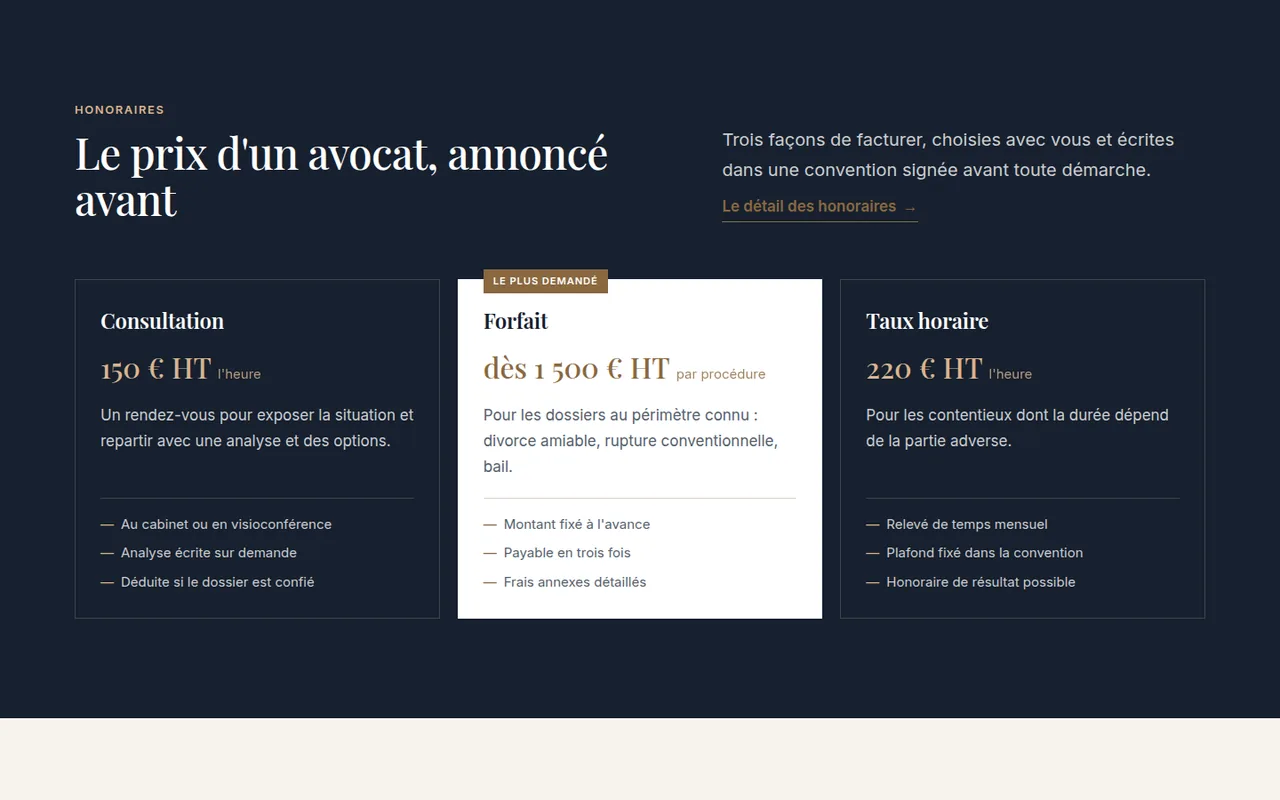 HONORAIRES
Le prix d'un avocat, annoncé
avant
Trois façons de facturer, choisies avec vous et écrites
dans une convention signée avant toute démarche.
Le détail des honoraires →
Consultation
150 € HT l'heure
Un rendez-vous pour exposer la situation et
repartir avec une analyse et des options.
— Au cabinet ou en visioconférence
— Analyse écrite sur demande
— Déduite si le dossier est confié
LE PLUS DEMANDÉ
Forfait
dès 1 500 € HT par procédure
Pour les dossiers au périmètre connu :
divorce amiable, rupture conventionnelle,
bail.
— Montant fixé à l'avance
— Payable en trois fois
— Frais annexes détaillés
Taux horaire
220 € HT l'heure
Pour les contentieux dont la durée dépend
de la partie adverse.
— Relevé de temps mensuel
— Plafond fixé dans la convention
— Honoraire de résultat possible